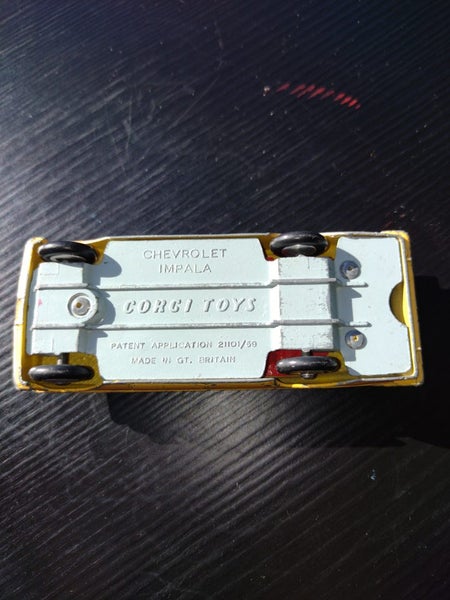 CHEVROLET
IMPALA
CORGI TOYS
PATENT APPLICATION 21101/59
MADE IN GT. BRITAIN